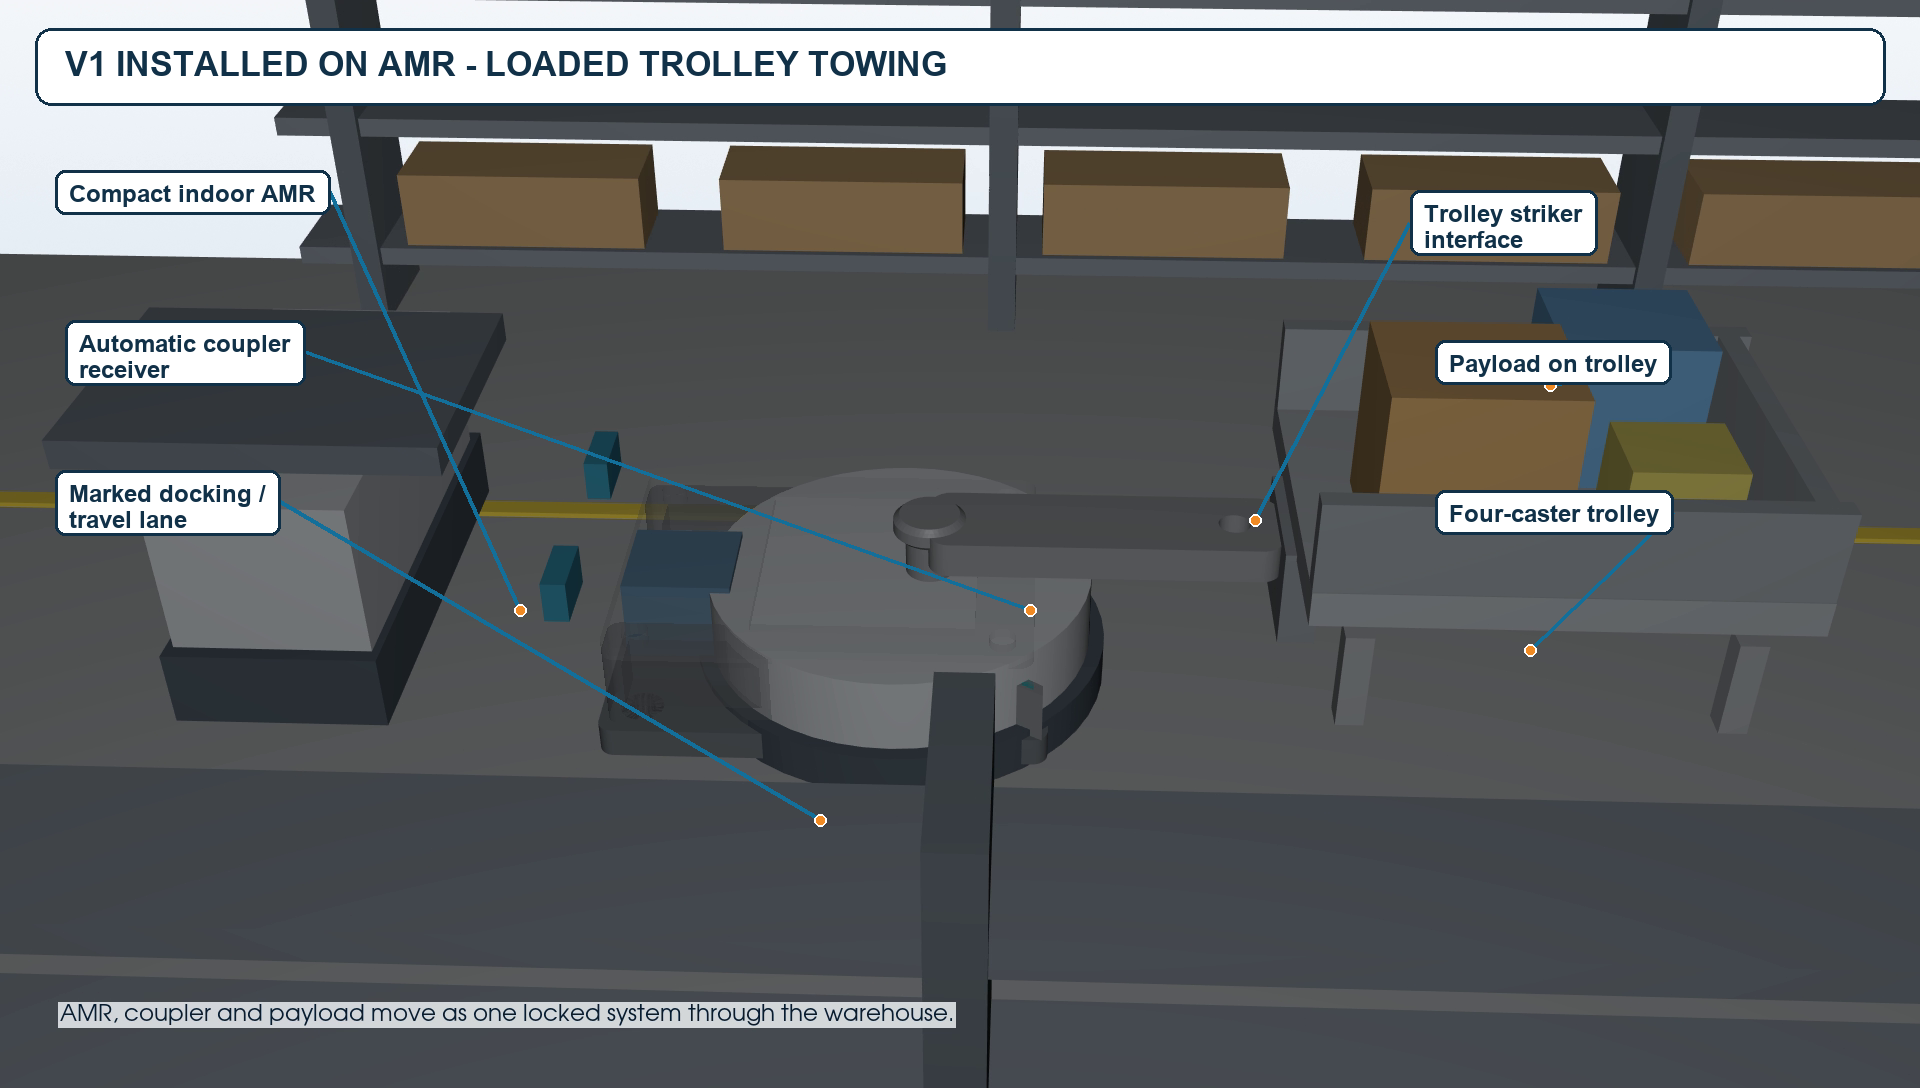 V1 INSTALLED ON AMR - LOADED TROLLEY TOWING
Compact indoor AMR
Trolley striker
interface
Automatic coupler
receiver
Payload on trolley
Marked docking /
travel lane
Four-caster trolley
AMR, coupler and payload move as one locked system through the warehouse.